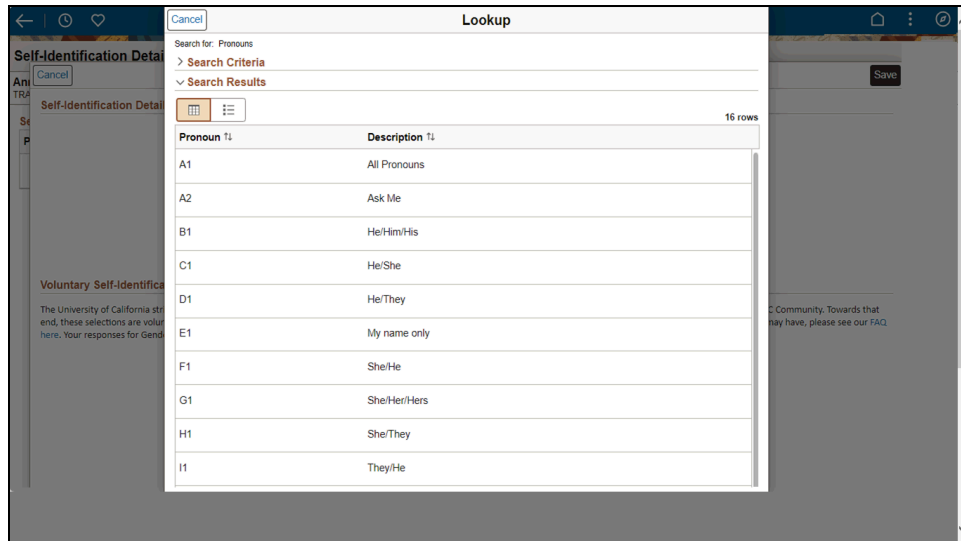 Cancel
Lookup
Search for: Pronouns
Search Criteria
Search Results
16 rows
Pronoun
Description
A1 All Pronouns
A2 Ask Me
B1 He/Him/His
C1 He/She
D1 He/They
E1 My name only
F1 She/He
G1 She/Her/Hers
H1 She/They
I1 They/He
Self-Identification Detai
Cancel
Save
Self-Identification Detail
Voluntary Self-Identifica
The University of California stri
C Community. Towards that
end, these selections are volun
may have, please see our FAQ
here. Your responses for Gende